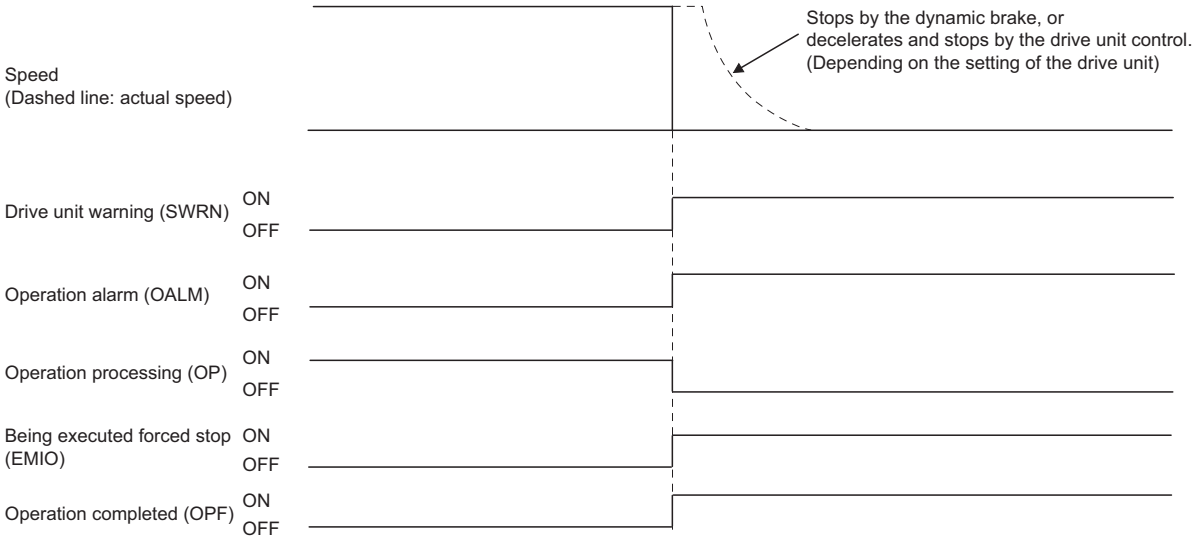 Stops by the dynamic brake, or
decelerates and stops by the drive unit control.
(Depending on the setting of the drive unit)
Speed
(Dashed line: actual speed)
Drive unit warning (SWRN)
ON
OFF
Operation alarm (OALM)
ON
OFF
Operation processing (OP)
ON
OFF
Being executed forced stop
(EMIO)
ON
OFF
Operation completed (OPF)
ON
OFF